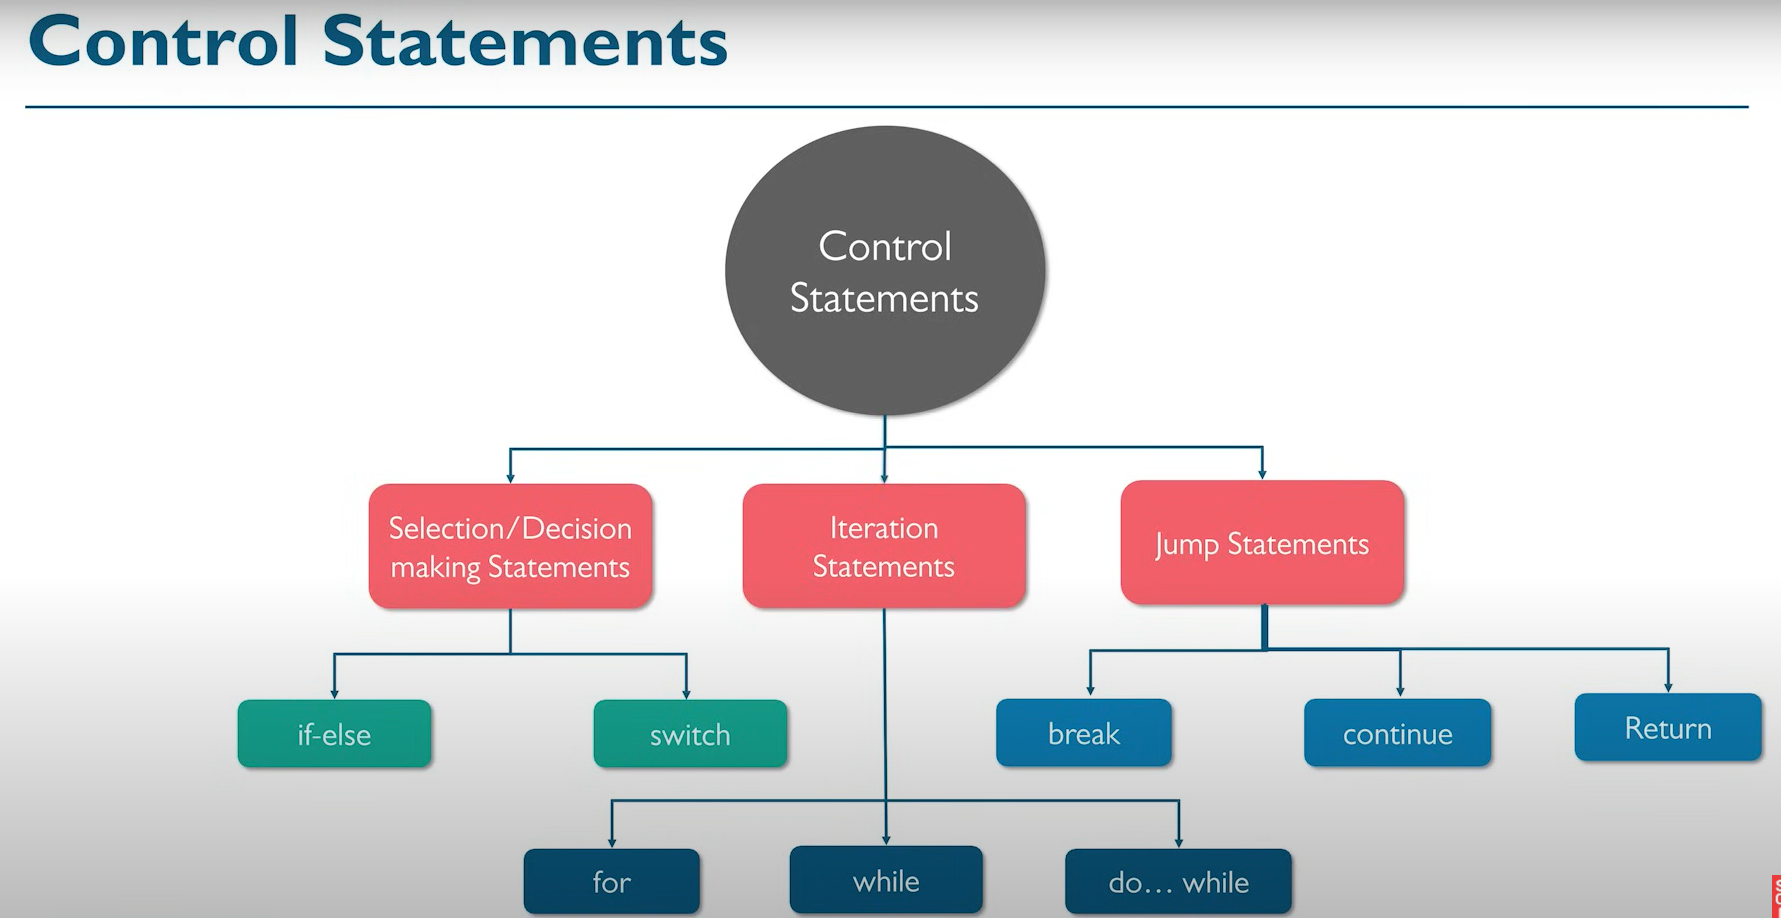 Control Statements
Control
Statements
Selection/Decision
making Statements
Iteration
Statements
Jump Statements
if-else
switch
break
continue
Return
for
while
do... while